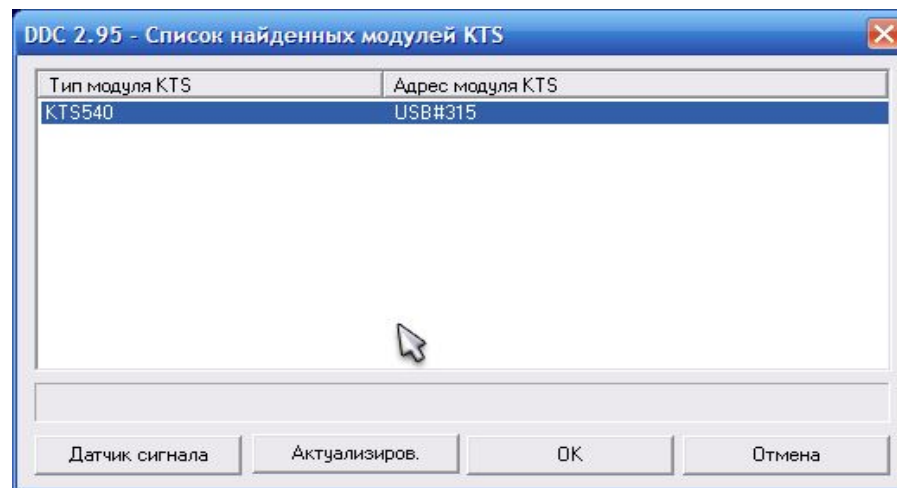 DDC 2.95 - Список найденных модулей KTS
Тип модуля KTS Адрес модуля KTS
KTS540 USB#315
Датчик сигнала Актуализиров. OK Отмена